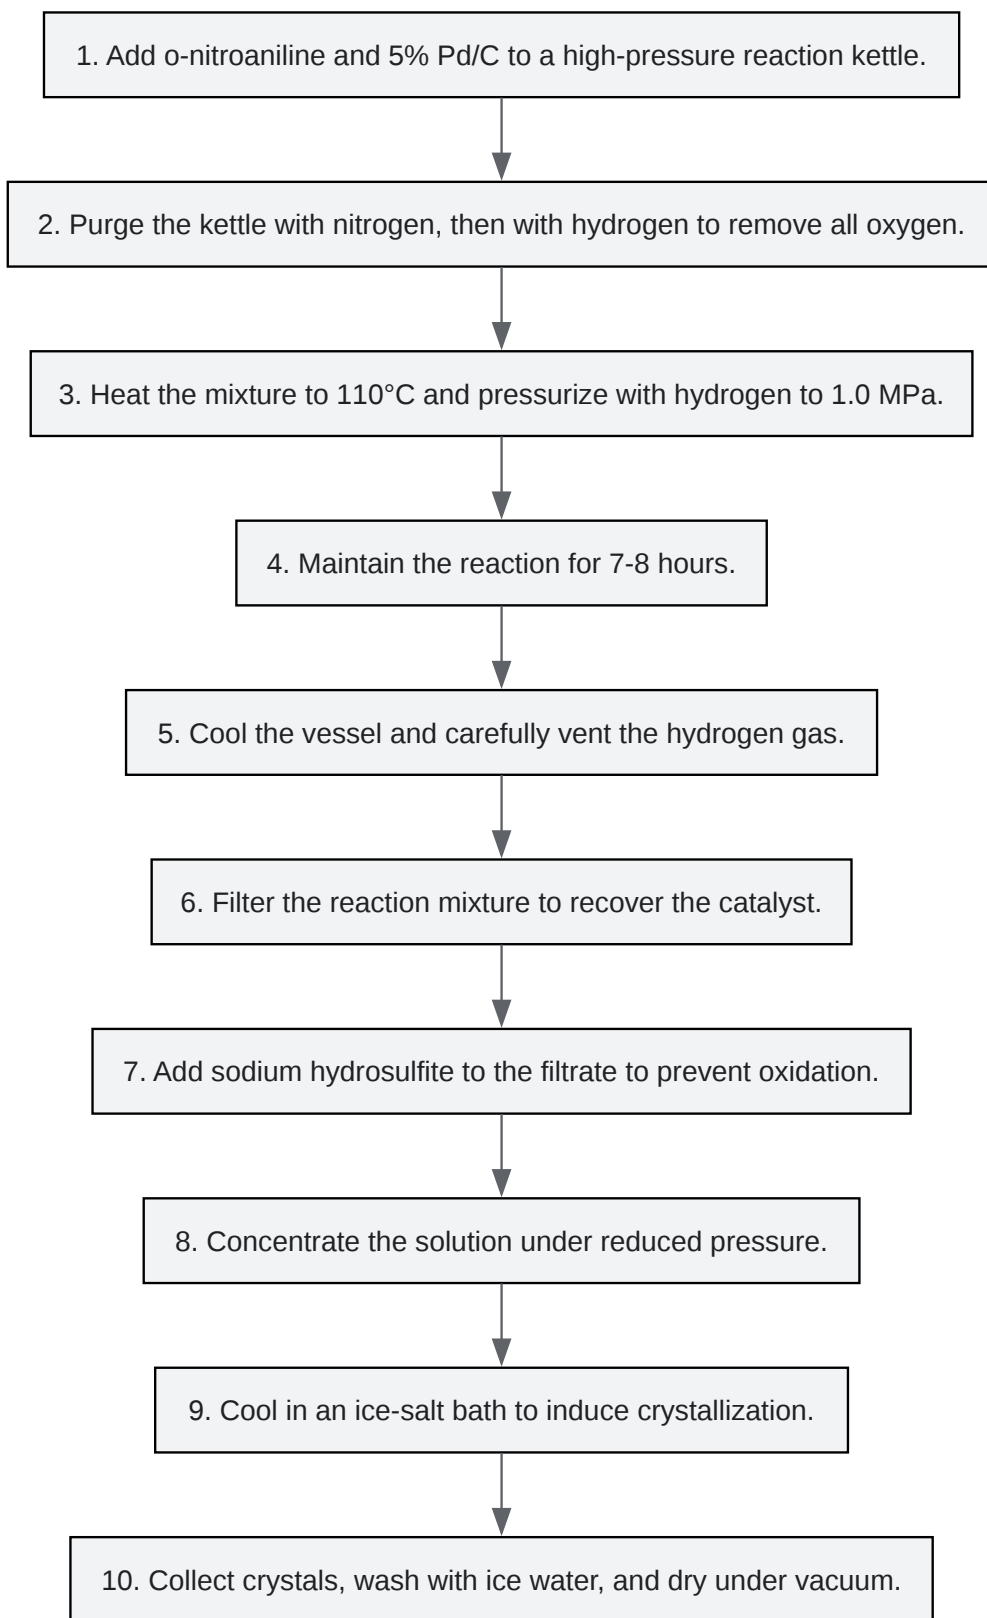 1. Add o-nitroaniline and 5% Pd/C to a high-pressure reaction kettle.
2. Purge the kettle with nitrogen, then with hydrogen to remove all oxygen.
3. Heat the mixture to 110°C and pressurize with hydrogen to 1.0 MPa.
4. Maintain the reaction for 7-8 hours.
5. Cool the vessel and carefully vent the hydrogen gas.
6. Filter the reaction mixture to recover the catalyst.
7. Add sodium hydrosulfite to the filtrate to prevent oxidation.
8. Concentrate the solution under reduced pressure.
9. Cool in an ice-salt bath to induce crystallization.
10. Collect crystals, wash with ice water, and dry under vacuum.